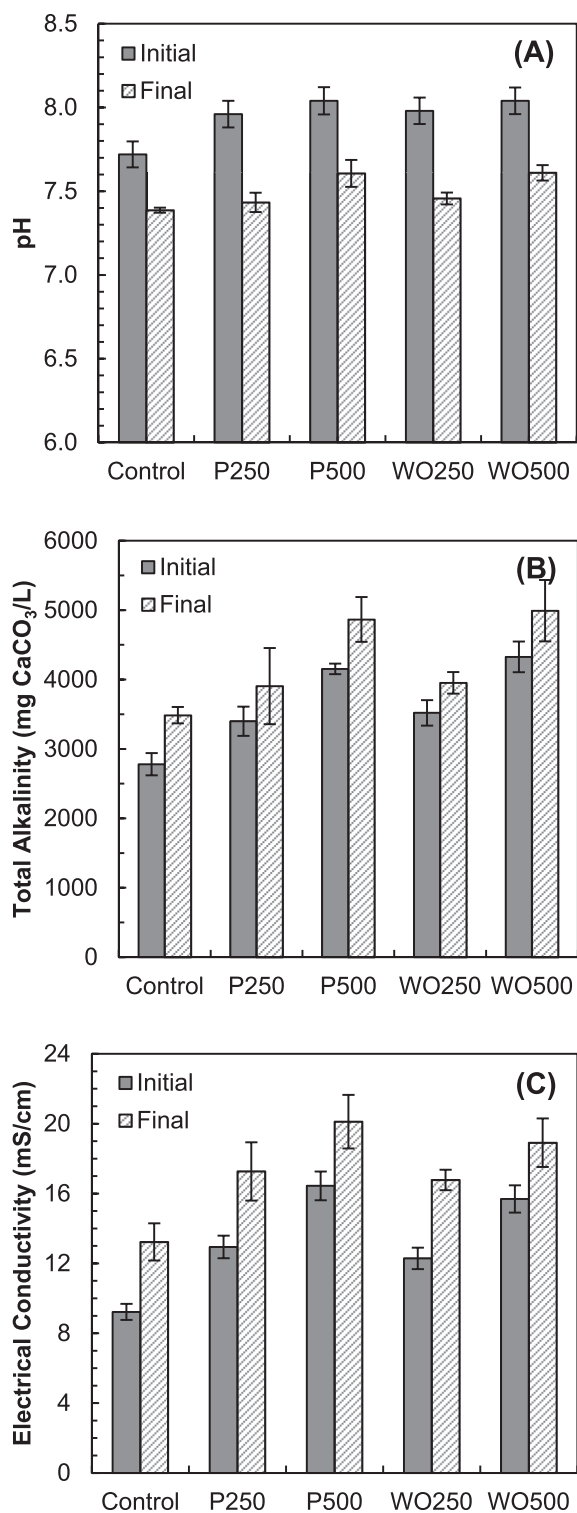 8.5
(A)
Initial
Final
8.0
7.5
7.0
6.5
6.0
pH
Control P250 P500 WO250 WO500
6000
(B)
Initial
Final
5000
4000
3000
2000
1000
0
Total Alkalinity (mg CaCO₃/L)
Control P250 P500 WO250 WO500
24
(C)
Initial
Final
20
16
12
8
4
0
Electrical Conductivity (mS/cm)
Control P250 P500 WO250 WO500